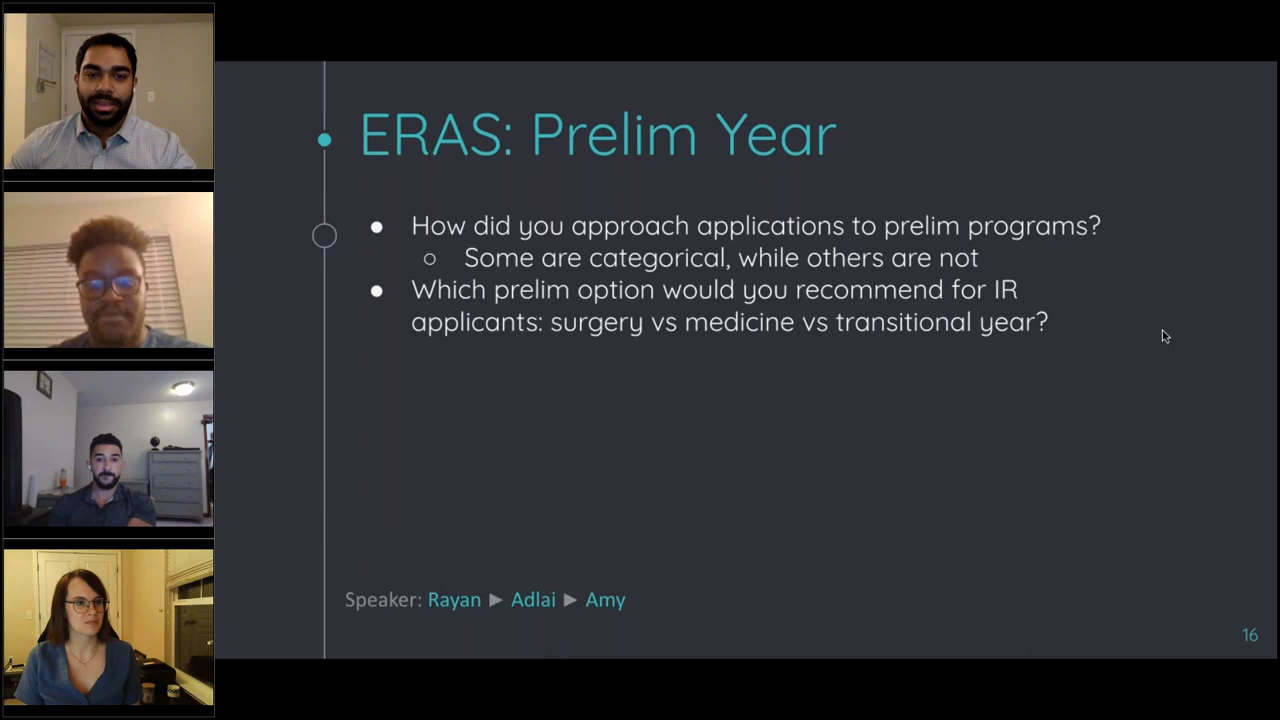 ERAS: Prelim Year
● How did you approach applications to prelim programs?
○ Some are categorical, while others are not
● Which prelim option would you recommend for IR
applicants: surgery vs medicine vs transitional year?
Speaker: Rayan ► Adlai ► Amy
16